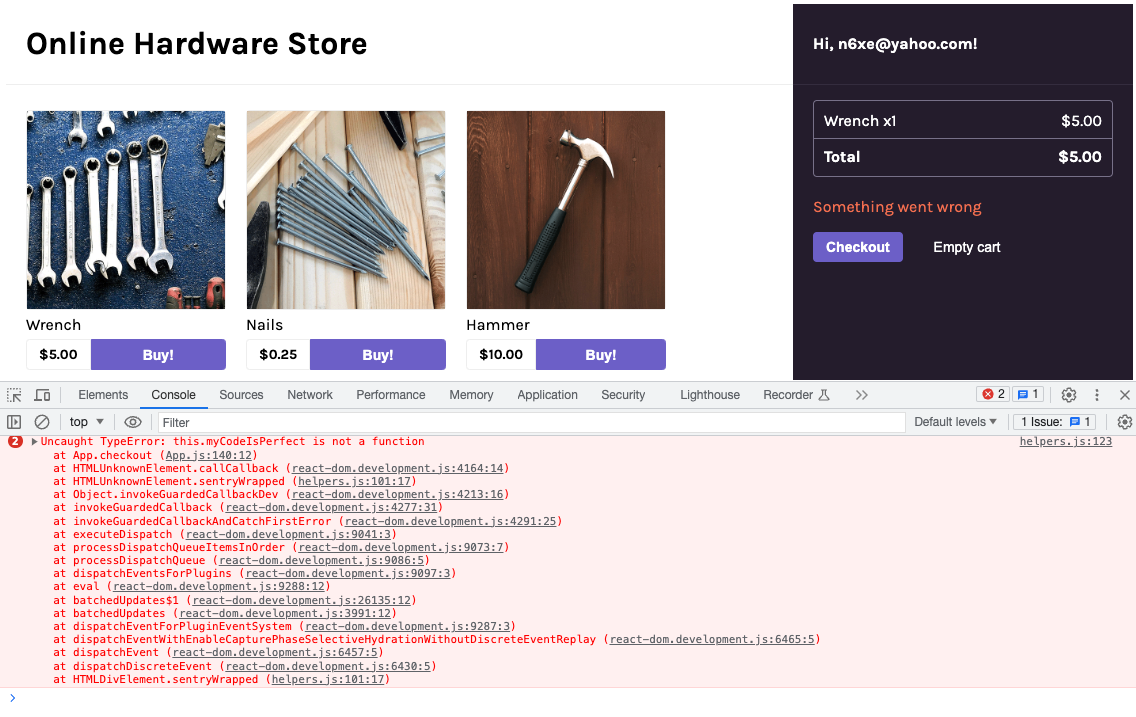 Online Hardware Store
Hi, n6xe@yahoo.com!
Wrench x1 $5.00
Total $5.00
Something went wrong
Checkout Empty cart
Wrench Nails Hammer
$5.00 Buy! $0.25 Buy! $10.00 Buy!
Elements Console Sources Network Performance Memory Application Security Lighthouse Recorder 2 1
top Filter Default levels 1 Issue: 1
2 Uncaught TypeError: this.myCodeIsPerfect is not a function helpers.js:123
at App.checkout (App.js:140:12)
at HTMLUnknownElement.callCallback (react-dom.development.js:4164:14)
at HTMLUnknownElement.sentryWrapped (helpers.js:101:17)
at Object.invokeGuardedCallbackDev (react-dom.development.js:4213:16)
at invokeGuardedCallback (react-dom.development.js:4277:31)
at invokeGuardedCallbackAndCatchFirstError (react-dom.development.js:4291:25)
at executeDispatch (react-dom.development.js:9041:3)
at processDispatchQueueItemsInOrder (react-dom.development.js:9073:7)
at processDispatchQueue (react-dom.development.js:9086:5)
at dispatchEventsForPlugins (react-dom.development.js:9097:3)
at eval (react-dom.development.js:9288:12)
at batchedUpdates$1 (react-dom.development.js:26135:12)
at batchedUpdates (react-dom.development.js:3991:12)
at dispatchEventForPluginEventSystem (react-dom.development.js:9287:3)
at dispatchEventWithEnableCapturePhaseSelectiveHydrationWithoutDiscreteEventReplay (react-dom.development.js:6465:5)
at dispatchEvent (react-dom.development.js:6457:5)
at dispatchDiscreteEvent (react-dom.development.js:6430:5)
at HTMLDivElement.sentryWrapped (helpers.js:101:17)